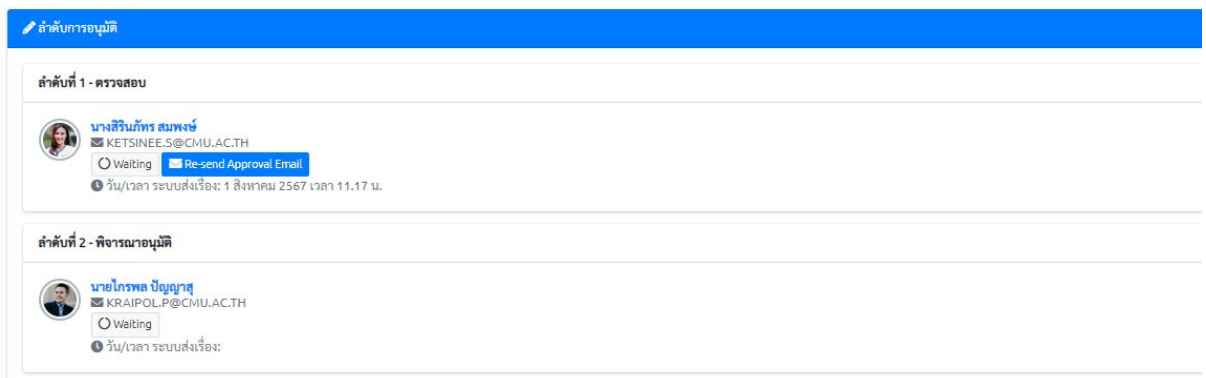 ลำดับการอนุมัติ
ลำดับที่ 1 - ตรวจสอบ
นางสิรินภัทร สมพงษ์
KETSINEE.S@CMU.AC.TH
Waiting Re-send Approval Email
วัน/เวลา ระบบส่งเรื่อง: 1 สิงหาคม 2567 เวลา 11.17 น.
ลำดับที่ 2 - พิจารณาอนุมัติ
นายไกรพล ปัญญาสุ
KRAIPOL.P@CMU.AC.TH
Waiting
วัน/เวลา ระบบส่งเรื่อง: